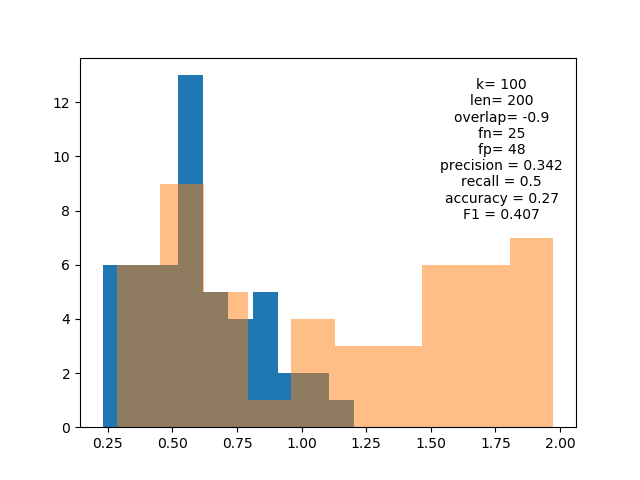 k= 100
len= 200
overlap= -0.9
fn= 25
fp= 48
precision = 0.342
recall = 0.5
accuracy = 0.27
F1 = 0.407
12
10
8
6
4
2
0
0.25 0.50 0.75 1.00 1.25 1.50 1.75 2.00